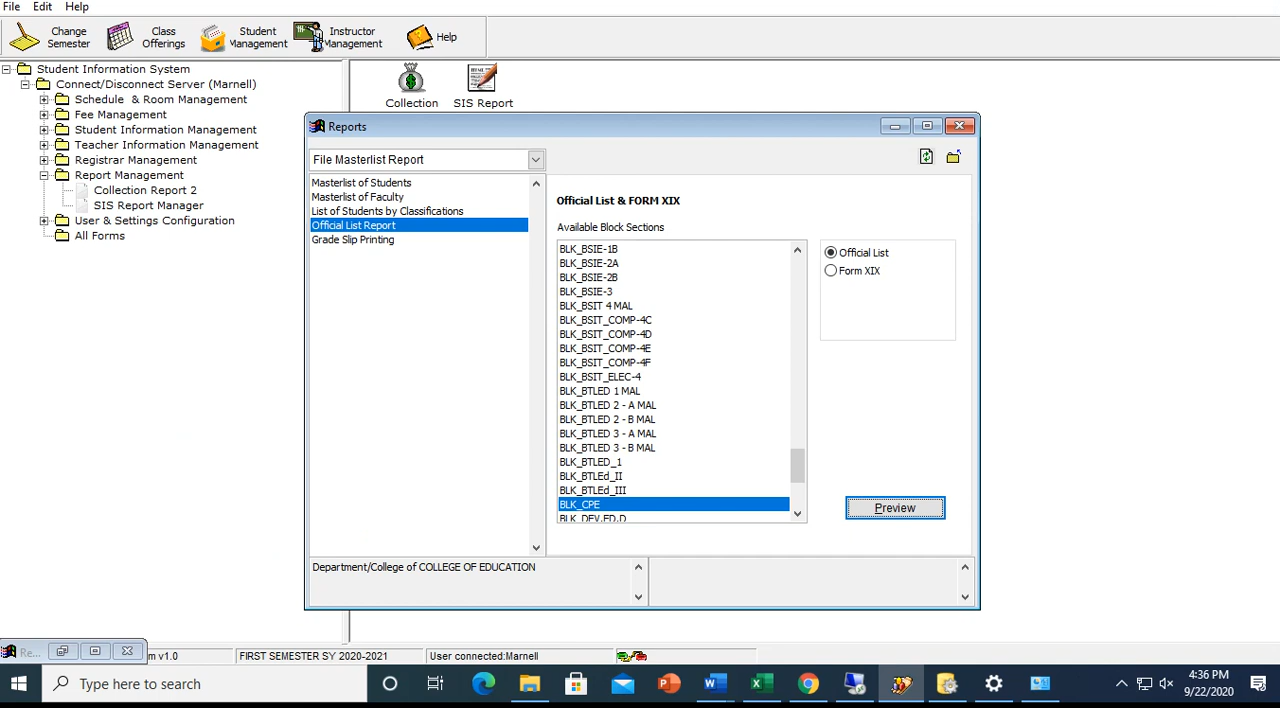 File Edit Help
Change Semester
Class Offerings
Student Management
Instructor Management
Help
Student Information System
Connect/Disconnect Server (Marnell)
Schedule & Room Management
Fee Management
Student Information Management
Teacher Information Management
Registrar Management
Report Management
Collection Report 2
SIS Report Manager
User & Settings Configuration
All Forms
Collection
SIS Report
Reports
File Masterlist Report
Masterlist of Students
Masterlist of Faculty
List of Students by Classifications
Official List Report
Grade Slip Printing
Official List & FORM XIX
Available Block Sections
BLK_BSIE-1B
BLK_BSIE-2A
BLK_BSIE-2B
BLK_BSIE-3
BLK_BSIT 4 MAL
BLK_BSIT_COMP-4C
BLK_BSIT_COMP-4D
BLK_BSIT_COMP-4E
BLK_BSIT_COMP-4F
BLK_BSIT_ELEC-4
BLK_BTLED 1 MAL
BLK_BTLED 2 - A MAL
BLK_BTLED 2 - B MAL
BLK_BTLED 3 - A MAL
BLK_BTLED 3 - B MAL
BLK_BTLED_1
BLK_BTLEd_II
BLK_BTLEd_III
BLK_CPE
BLK_DEV.ED.D
Official List
Form XIX
Preview
Department/College of COLLEGE OF EDUCATION
Re...
m v1.0
FIRST SEMESTER SY 2020-2021
User connected:Marnell
Type here to search
4:36 PM
9/22/2020